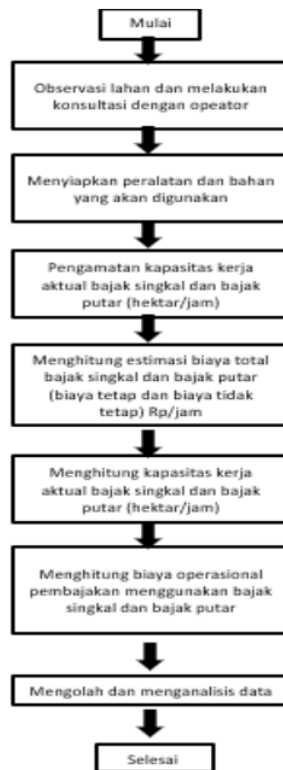 Mulai
Observasi lahan dan melakukan
konsultasi dengan opeator
Menyiapkan peralatan dan bahan
yang akan digunakan
Pengamatan kapasitas kerja
aktual bajak singkal dan bajak
putar (hektar/jam)
Menghitung estimasi biaya total
bajak singkal dan bajak putar
(biaya tetap dan biaya tidak
tetap) Rp/jam
Menghitung kapasitas kerja
aktual bajak singkal dan bajak
putar (hektar/jam)
Menghitung biaya operasional
pembajakan menggunakan bajak
singkal dan bajak putar
Mengolah dan menganalisis data
Selesai